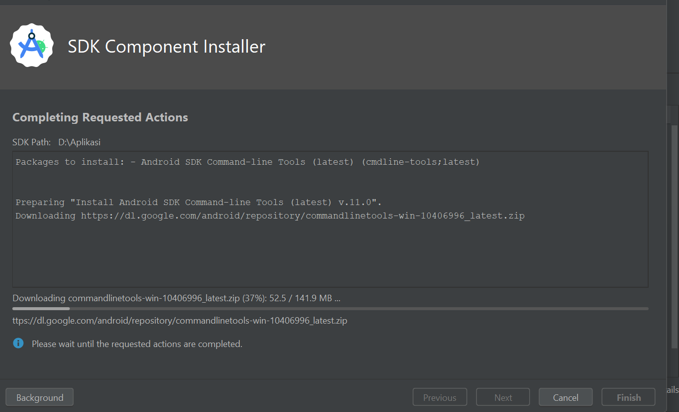 SDK Component Installer
Completing Requested Actions
SDK Path: D:\Aplikasi
Packages to install: - Android SDK Command-line Tools (latest) (cmdline-tools;latest)
Preparing "Install Android SDK Command-line Tools (latest) v.11.0".
Downloading https://dl.google.com/android/repository/commandlinetools-win-10406996_latest.zip
Downloading commandlinetools-win-10406996_latest.zip (37%): 52.5 / 141.9 MB ...
ttps://dl.google.com/android/repository/commandlinetools-win-10406996_latest.zip
Please wait until the requested actions are completed.
ails
Background Previous Next Cancel Finish